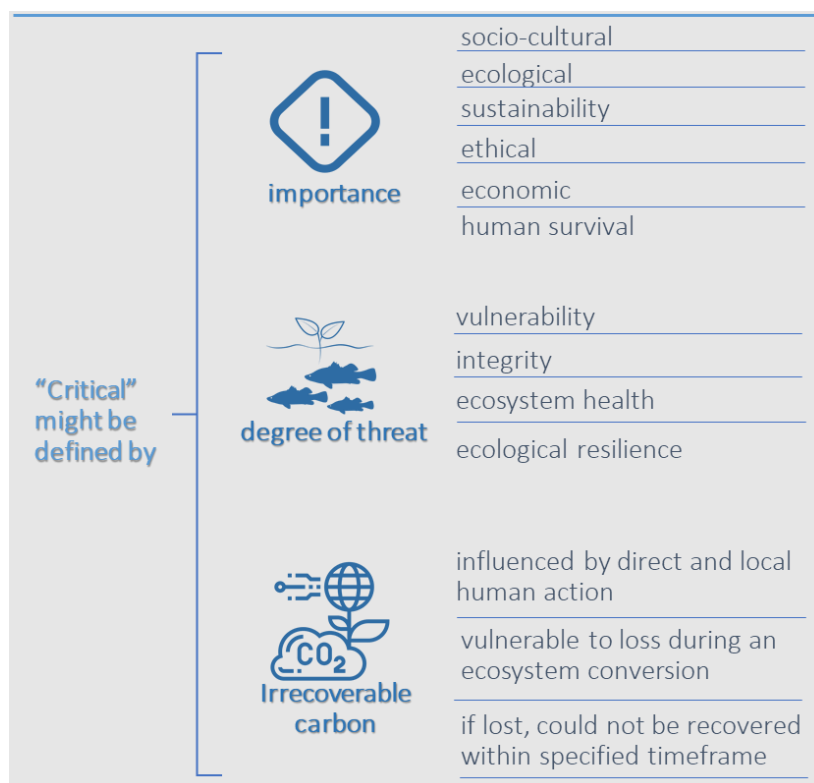 “Critical”
might be
defined by
importance
socio-cultural
ecological
sustainability
ethical
economic
human survival
degree of threat
vulnerability
integrity
ecosystem health
ecological resilience
CO₂
Irrecoverable
carbon
influenced by direct and local
human action
vulnerable to loss during an
ecosystem conversion
if lost, could not be recovered
within specified timeframe